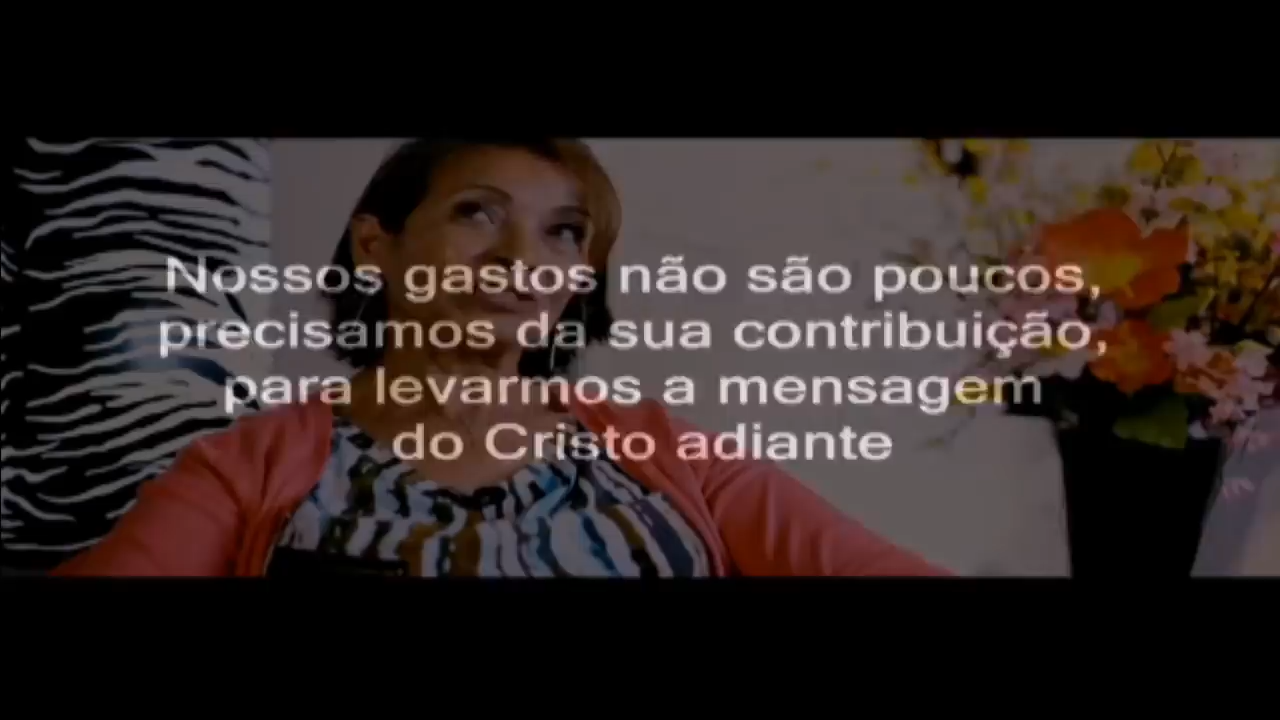 Nossos gastos não são poucos,
precisamos da sua contribuição,
para levarmos a mensagem
do Cristo adiante